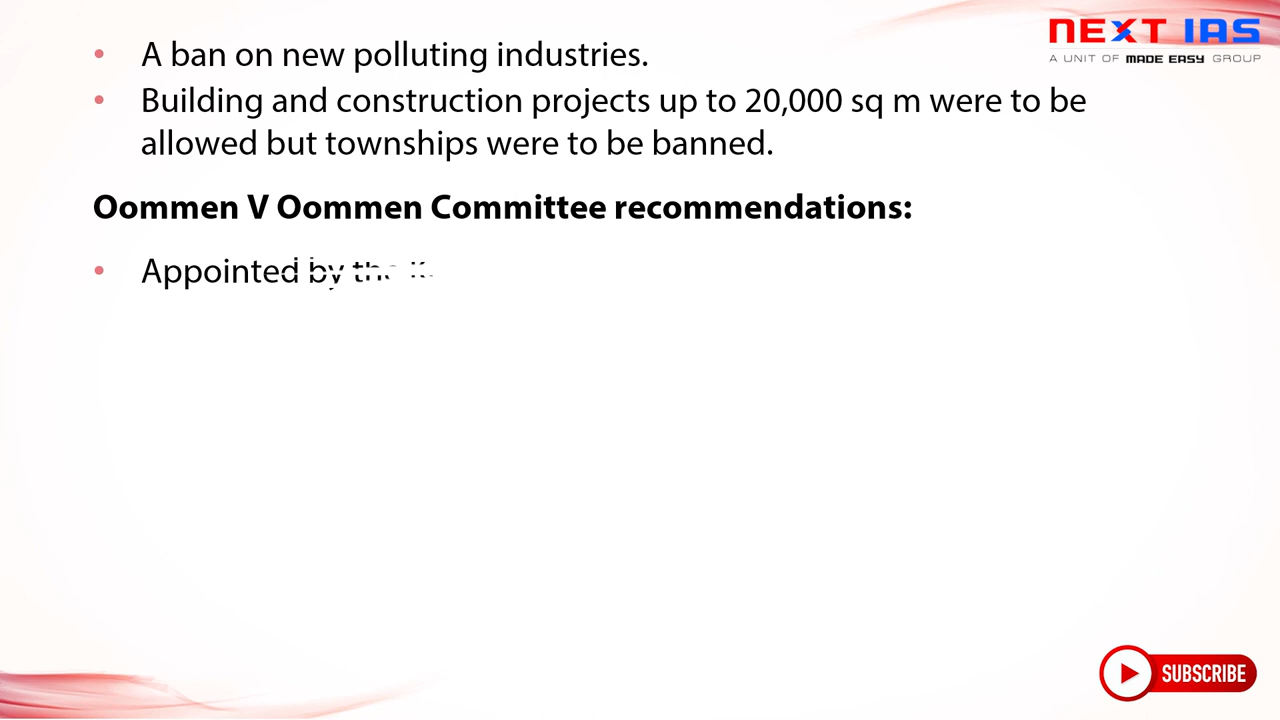 NEXT IAS
A UNIT OF MADE EASY GROUP
• A ban on new polluting industries.
• Building and construction projects up to 20,000 sq m were to be
allowed but townships were to be banned.
Oommen V Oommen Committee recommendations:
• Appointed by the
SUBSCRIBE